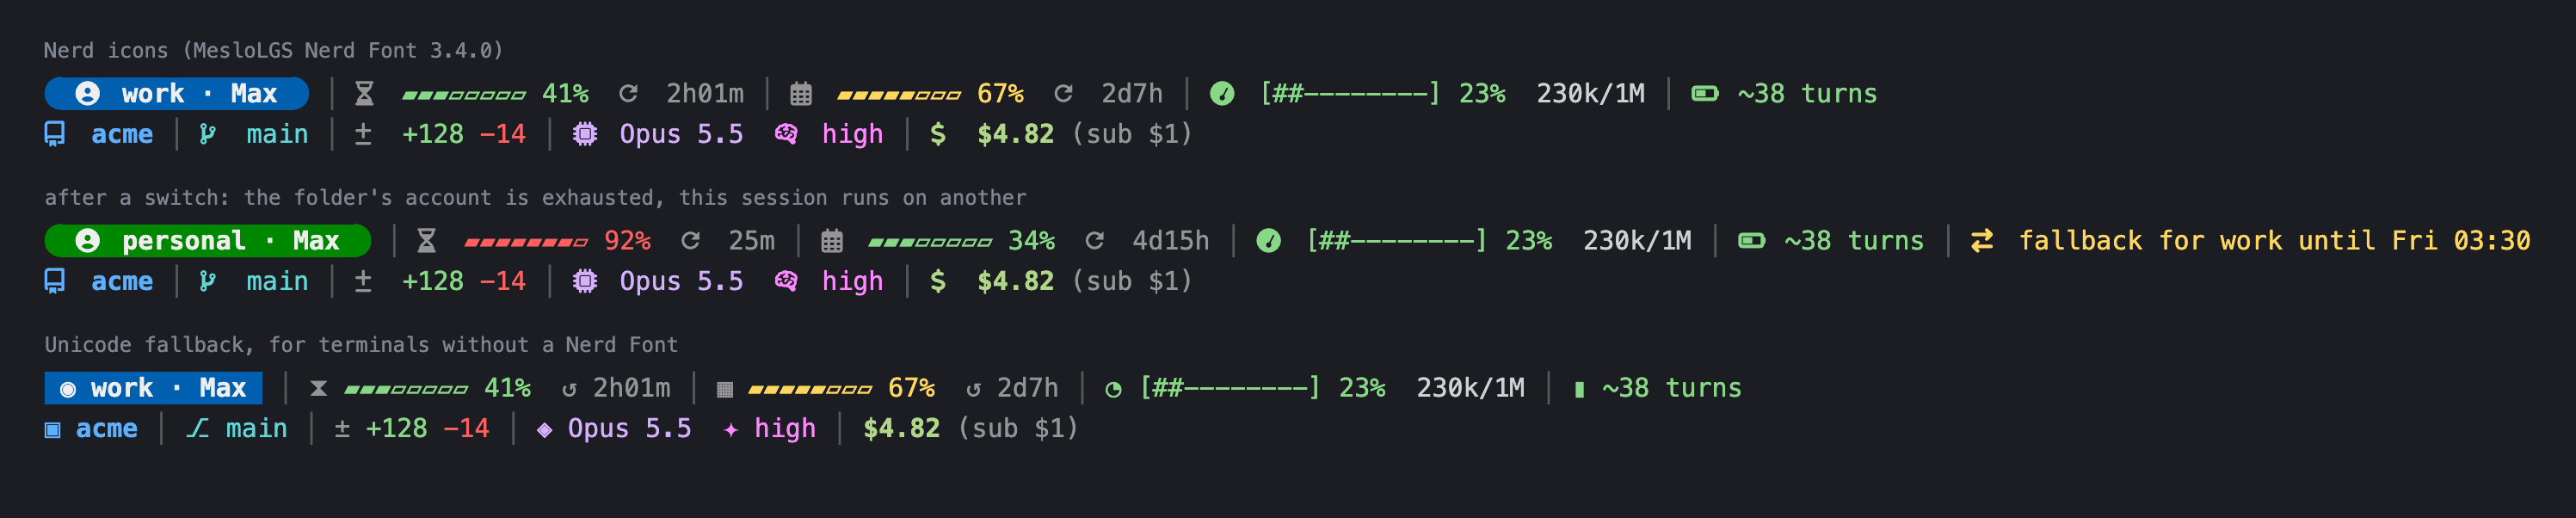 Nerd icons (MesloLGS Nerd Font 3.4.0)
work · Max │ ▰▰▰▱▱▱▱▱ 41% 2h01m │ ▰▰▰▰▰▱▱▱ 67% 2d7h │ [##--------] 23% 230k/1M │ ~38 turns
acme │ main │ ± +128 −14 │ Opus 5.5 high │ $ $4.82 (sub $1)
after a switch: the folder's account is exhausted, this session runs on another
personal · Max │ ▰▰▰▰▰▰▰▱ 92% 25m │ ▰▰▰▱▱▱▱▱ 34% 4d15h │ [##--------] 23% 230k/1M │ ~38 turns │ fallback for work until Fri 03:30
acme │ main │ ± +128 −14 │ Opus 5.5 high │ $ $4.82 (sub $1)
Unicode fallback, for terminals without a Nerd Font
◉ work · Max │ ⧗ ▰▰▰▱▱▱▱▱ 41% ↺ 2h01m │ ▦ ▰▰▰▰▰▱▱▱ 67% ↺ 2d7h │ ◔ [##--------] 23% 230k/1M │ ▮ ~38 turns
▣ acme │ ⎇ main │ ± +128 −14 │ ◈ Opus 5.5 ✦ high │ $4.82 (sub $1)